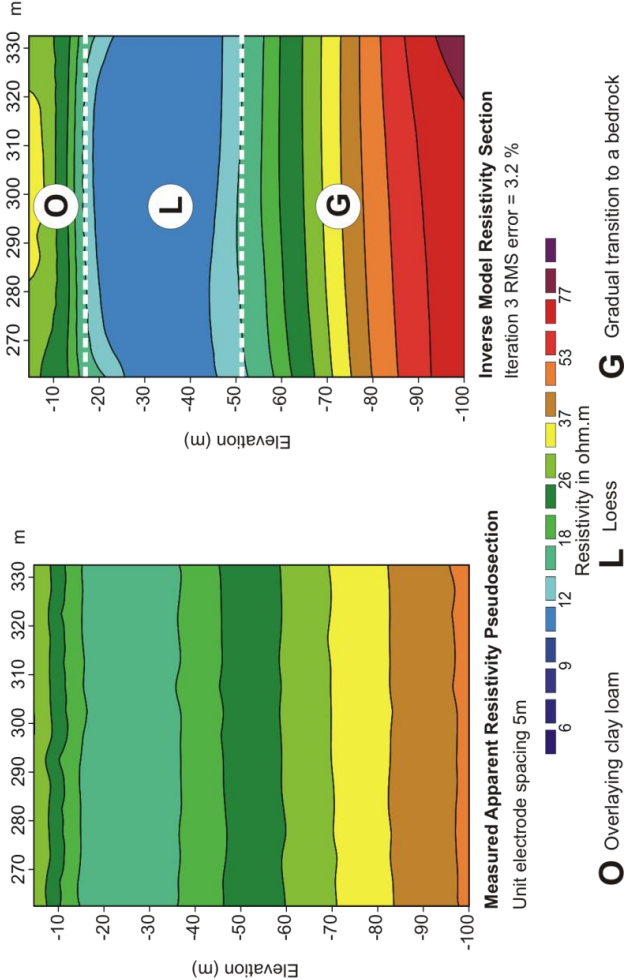 270 280 290 300 310 320 330 m
-10
-20
-30
-40
-50
-60
-70
-80
-90
-100
Elevation (m)
Measured Apparent Resistivity Pseudosection
Unit electrode spacing 5m
270 280 290 300 310 320 330 m
-10
-20
-30
-40
-50
-60
-70
-80
-90
-100
Elevation (m)
O
L
G
Inverse Model Resistivity Section
Iteration 3 RMS error = 3.2 %
6 9 12 18 26 37 53 77
Resistivity in ohm.m
O Overlaying clay loam L Loess G Gradual transition to a bedrock